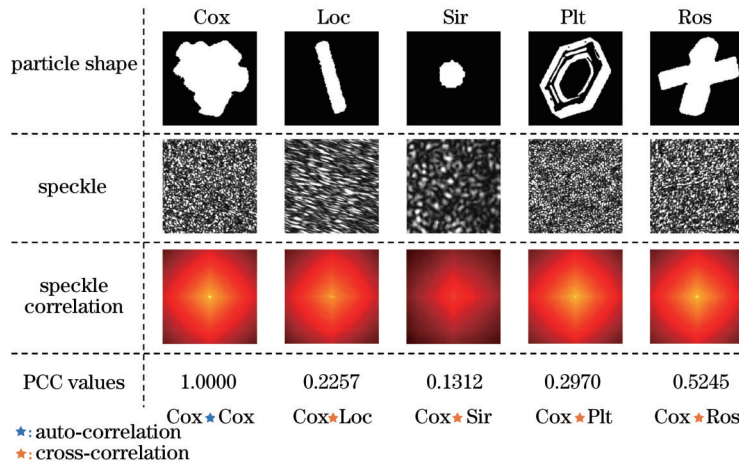 Cox Loc Sir Plt Ros
particle shape
speckle
speckle
correlation
PCC values 1.0000 0.2257 0.1312 0.2970 0.5245
Cox★Cox Cox★Loc Cox★Sir Cox★Plt Cox★Ros
★: auto-correlation
★: cross-correlation